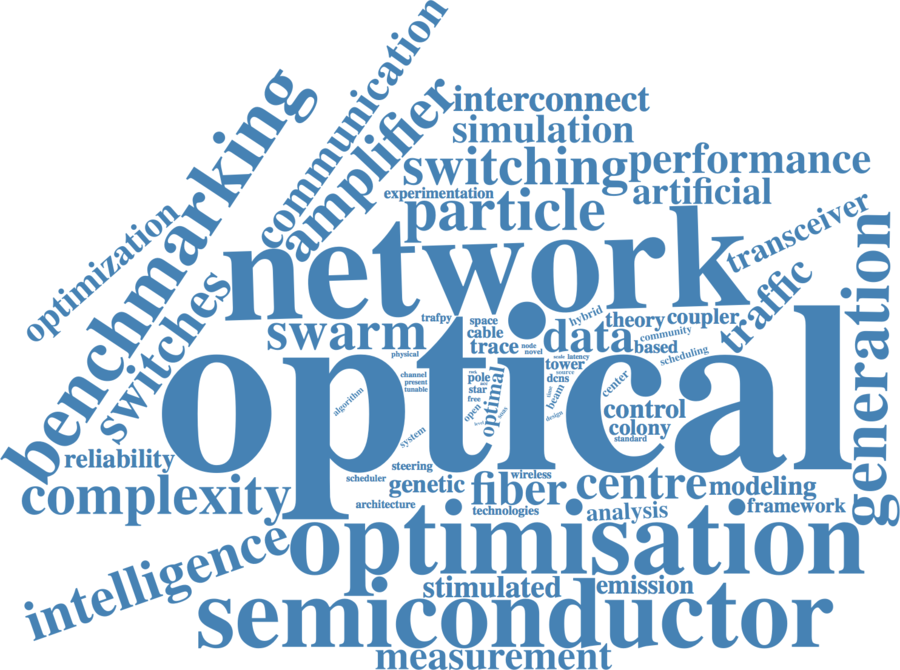 communication
interconnect
amplifier
benchmarking
simulation
switching
performance
experimentation
artificial
particle
optimization
transceiver
network
generation
switches
traffic
hybrid
space
trafpy
theory
coupler
swarm
cable
data
community
trace
node
novel
based
physical
scheduling
latency
tower
optical
channel
present
tunable
pole
source
dcns
center
star
optimal
beam
free
algorithm
open
design
control
colony
system
standard
reliability
steering
scheduler
genetic
wireless
fiber
centre
modeling
complexity
architecture
technologies
analysis
framework
optimisation
intelligence
stimulated
emission
semiconductor
measurement